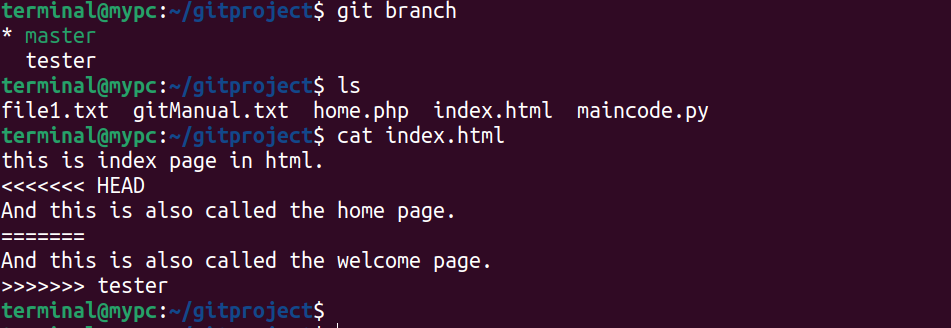 terminal@mypc:~/gitproject$ git branch
* master
  tester
terminal@mypc:~/gitproject$ ls
file1.txt  gitManual.txt  home.php  index.html  maincode.py
terminal@mypc:~/gitproject$ cat index.html
this is index page in html.
<<<<<<< HEAD
And this is also called the home page.
=======
And this is also called the welcome page.
>>>>>>> tester
terminal@mypc:~/gitproject$